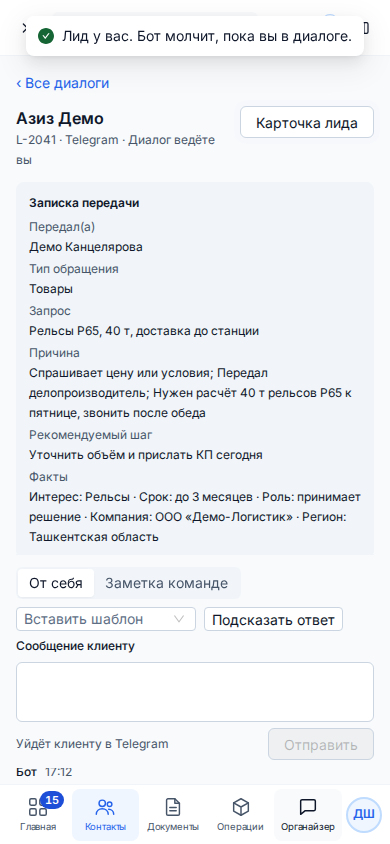 Лид у вас. Бот молчит, пока вы в диалоге.
‹ Все диалоги
Азиз Демо
Карточка лида
L-2041 · Telegram · Диалог ведёте
вы
Записка передачи
Передал(а)
Демо Канцелярова
Тип обращения
Товары
Запрос
Рельсы Р65, 40 т, доставка до станции
Причина
Спрашивает цену или условия; Передал
делопроизводитель; Нужен расчёт 40 т рельсов Р65 к
пятнице, звонить после обеда
Рекомендуемый шаг
Уточнить объём и прислать КП сегодня
Факты
Интерес: Рельсы · Срок: до 3 месяцев · Роль: принимает
решение · Компания: ООО «Демо-Логистик» · Регион:
Ташкентская область
От себя
Заметка команде
Вставить шаблон
Подсказать ответ
Сообщение клиенту
Уйдёт клиенту в Telegram
Отправить
Бот 17:12
15
Главная
Контакты
Документы
Операции
Органайзер
ДШ